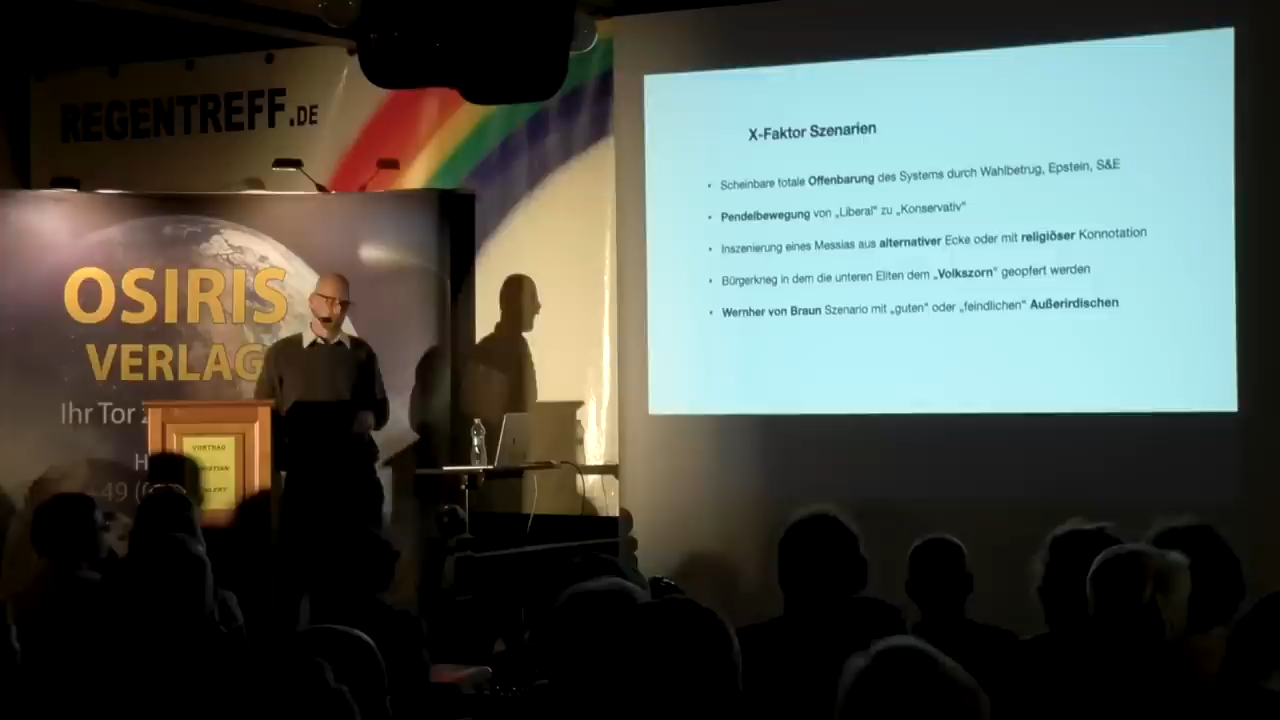 REGENTREFF.DE
OSIRIS
VERLAG
Ihr Tor
VORTRAG
X-Faktor Szenarien
• Scheinbare totale Offenbarung des Systems durch Wahlbetrug, Epstein, S&E
• Pendelbewegung von „Liberal" zu „Konservativ"
• Inszenierung eines Messias aus alternativer Ecke oder mit religiöser Konnotation
• Bürgerkrieg in dem die unteren Eliten dem „Volkszorn" geopfert werden
• Wernher von Braun Szenario mit „guten" oder „feindlichen" Außerirdischen